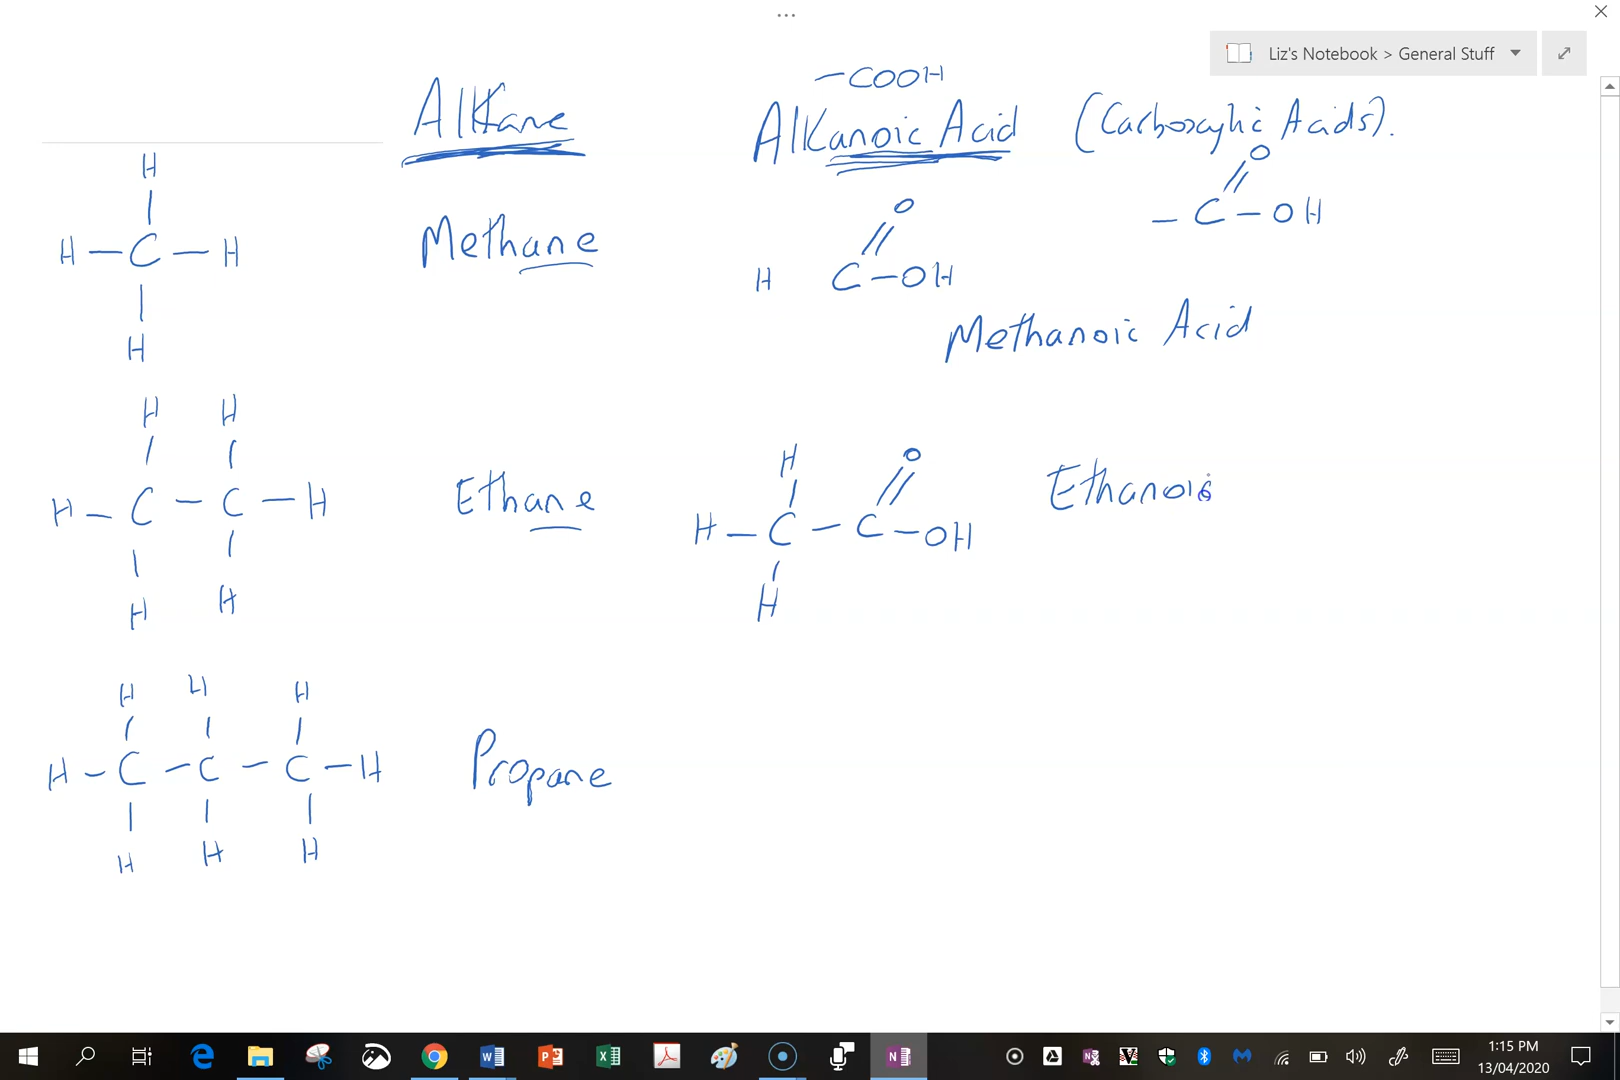 ...
Liz's Notebook > General Stuff
Alkane
-COOH
Alkanoic Acid (Carboxylic Acids).
O
- C - OH
H
H - C - H
H
Methane
O
H C - OH
Methanoic Acid
H H
H - C - C - H
H H
Ethane
H O
H - C - C - OH
H
Ethanoic
H H H
H - C - C - C - H
H H H
Propane
1:15 PM
13/04/2020